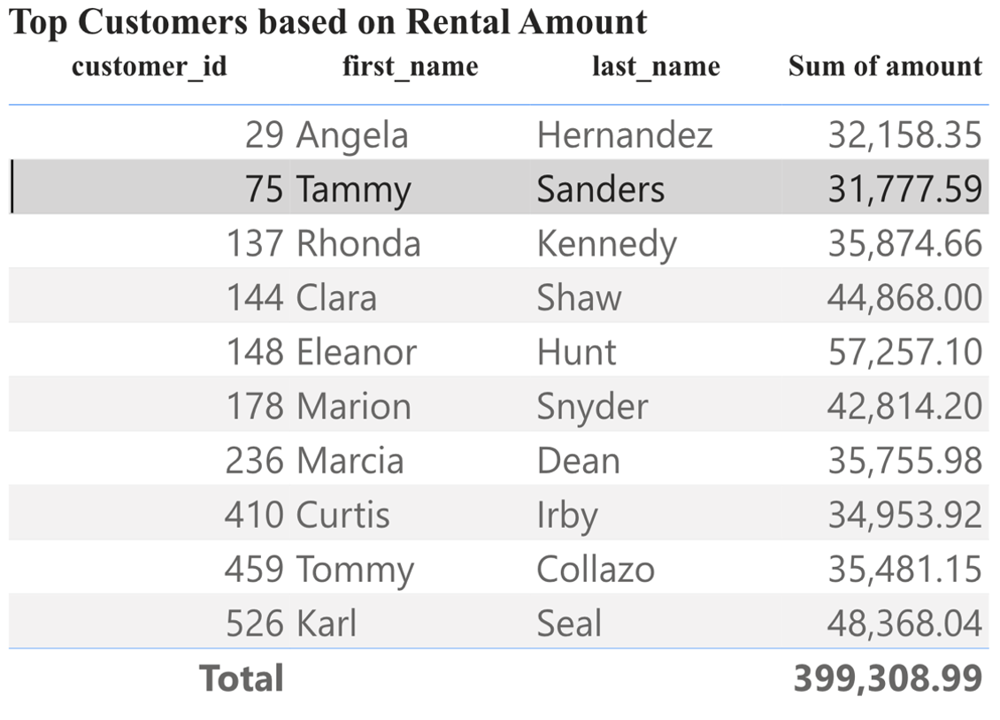 Top Customers based on Rental Amount
customer_id first_name last_name Sum of amount
29 Angela Hernandez 32,158.35
75 Tammy Sanders 31,777.59
137 Rhonda Kennedy 35,874.66
144 Clara Shaw 44,868.00
148 Eleanor Hunt 57,257.10
178 Marion Snyder 42,814.20
236 Marcia Dean 35,755.98
410 Curtis Irby 34,953.92
459 Tommy Collazo 35,481.15
526 Karl Seal 48,368.04
Total 399,308.99